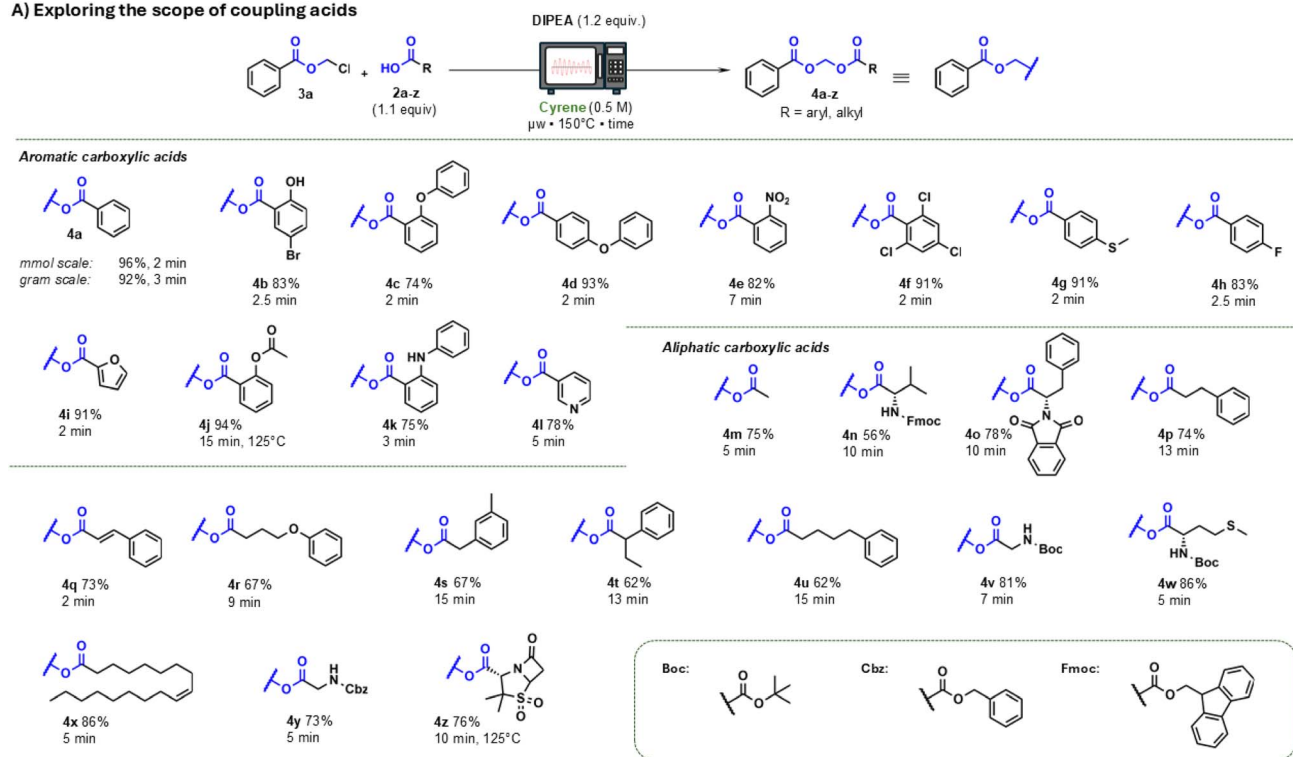 A) Exploring the scope of coupling acids
DIPEA (1.2 equiv.)
O
O
Cl
3a
+
O
HO
R
2a-z
(1.1 equiv)
Cyrene (0.5 M)
µw • 150°C • time
O
O
O
O
R
4a-z
R = aryl, alkyl
≡
O
O
Aromatic carboxylic acids
O
O
4a
mmol scale: 96%, 2 min
gram scale: 92%, 3 min
O
O
OH
Br
4b 83%
2.5 min
O
O
O
4c 74%
2 min
O
O
O
4d 93%
2 min
O
O
NO2
4e 82%
7 min
O
O
Cl
Cl
Cl
4f 91%
2 min
O
O
S
4g 91%
2 min
O
O
F
4h 83%
2.5 min
O
O
O
4i 91%
2 min
O
O
O
O
4j 94%
15 min, 125°C
O
O
HN
4k 75%
3 min
O
O
N
4l 78%
5 min
Aliphatic carboxylic acids
O
O
4m 75%
5 min
O
O
HN
Fmoc
4n 56%
10 min
O
O
N
O
O
4o 78%
10 min
O
O
4p 74%
13 min
O
O
4q 73%
2 min
O
O
O
4r 67%
9 min
O
O
4s 67%
15 min
O
O
4t 62%
13 min
O
O
4u 62%
15 min
O
O
H
N
Boc
4v 81%
7 min
O
O
S
HN
Boc
4w 86%
5 min
O
O
4x 86%
5 min
O
O
H
N
Cbz
4y 73%
5 min
O
O
O
N
S
O
O
4z 76%
10 min, 125°C
Boc:
O
O
Cbz:
O
O
Fmoc:
O
O